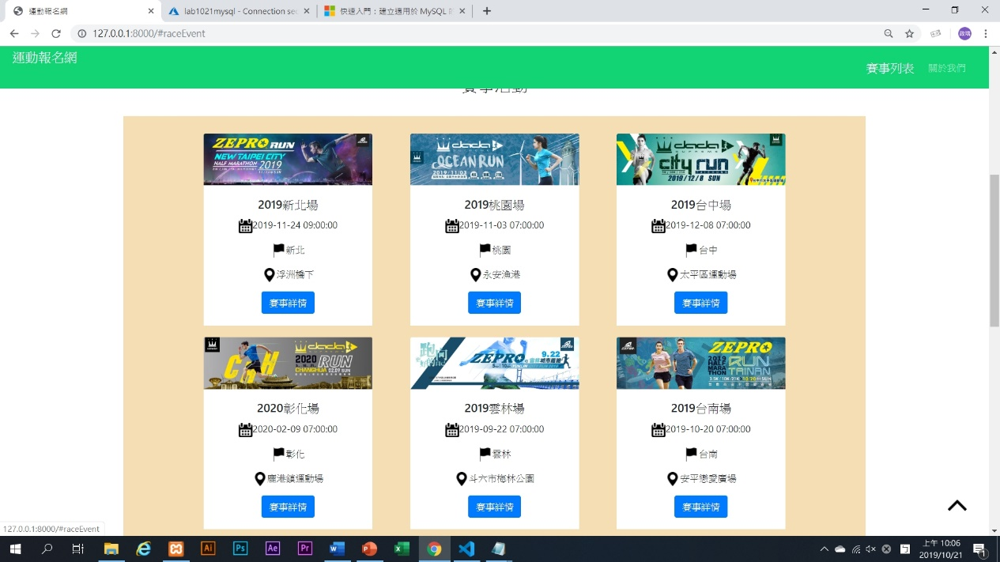 運動報名網
lab1021mysql - Connection se
快速入門：建立適用於 MySQL 的
127.0.0.1:8000/#raceEvent
政曉
運動報名網
賽事列表
關於我們
賽事活動
ZEPRO RUN
NEW TAIPEI CITY
HALF MARATHON 2019
dada
SUPREME
OCEAN RUN
2019/11/03
dada
SUPREME
city run
2019/12/8 SUN
2019新北場
2019-11-24 09:00:00
新北
浮洲橋下
賽事詳情
2019桃園場
2019-11-03 07:00:00
桃園
永安漁港
賽事詳情
2019台中場
2019-12-08 07:00:00
台中
太平區運動場
賽事詳情
dada
2020 RUN
CHANGHUA 02.09 SUN
CHH
ZEPRO
9.22
ZEPRO
2019 HALF MARATHON
RUN TAINAN
2020彰化場
2020-02-09 07:00:00
彰化
鹿港鎮運動場
賽事詳情
2019雲林場
2019-09-22 07:00:00
雲林
斗六市梅林公園
賽事詳情
2019台南場
2019-10-20 07:00:00
台南
安平戀愛廣場
賽事詳情
127.0.0.1:8000/#raceEvent
Ai
Ps
Ae
Pr
上午 10:06
2019/10/21
1